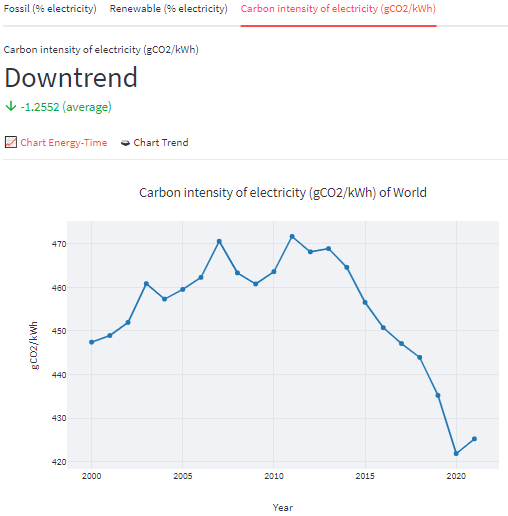 Fossil (% electricity) Renewable (% electricity) Carbon intensity of electricity (gCO2/kWh)
Carbon intensity of electricity (gCO2/kWh)
Downtrend
↓ -1.2552 (average)
Chart Energy-Time Chart Trend
Carbon intensity of electricity (gCO2/kWh) of World
470
460
450
440
430
420
gCO2/kWh
2000 2005 2010 2015 2020
Year